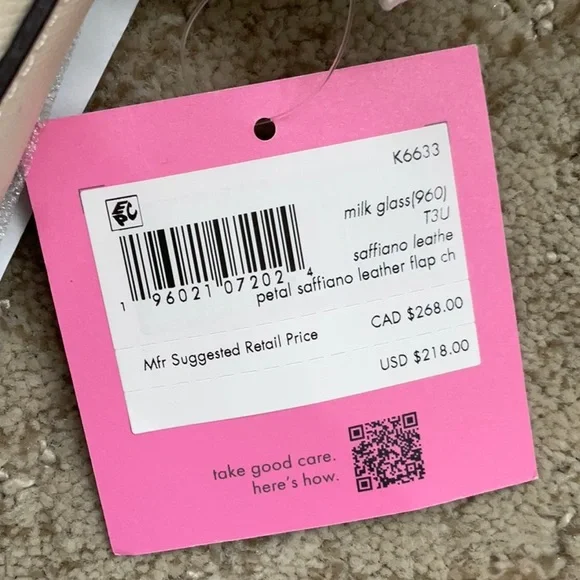 K6633
EPC
milk glass(960)
T3U
saffiano leathe
petal saffiano leather flap ch
1 96021 07202 4
Mfr Suggested Retail Price CAD $268.00
USD $218.00
take good care.
here's how.